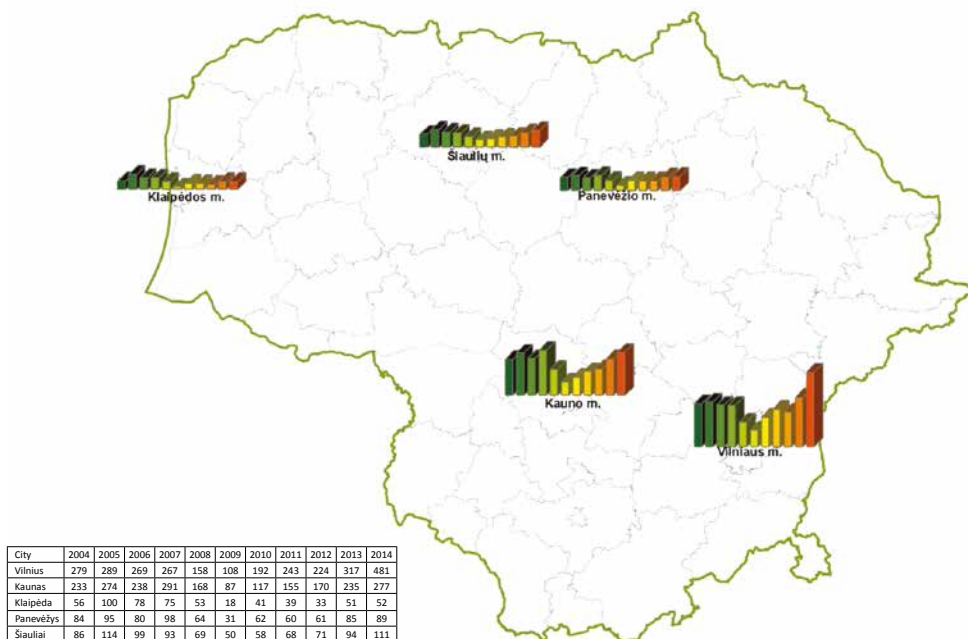 Šiaulių m.
Klaipėdos m.
Panevėžio m.
Kauno m.
Vilniaus m.
City 2004 2005 2006 2007 2008 2009 2010 2011 2012 2013 2014
Vilnius 279 289 269 267 158 108 192 243 224 317 481
Kaunas 233 274 238 291 168 87 117 155 170 235 277
Klaipėda 56 100 78 75 53 18 41 39 33 51 52
Panevėžys 84 95 80 98 64 31 62 60 61 85 89
Šiauliai 86 114 99 93 69 50 58 68 71 94 111